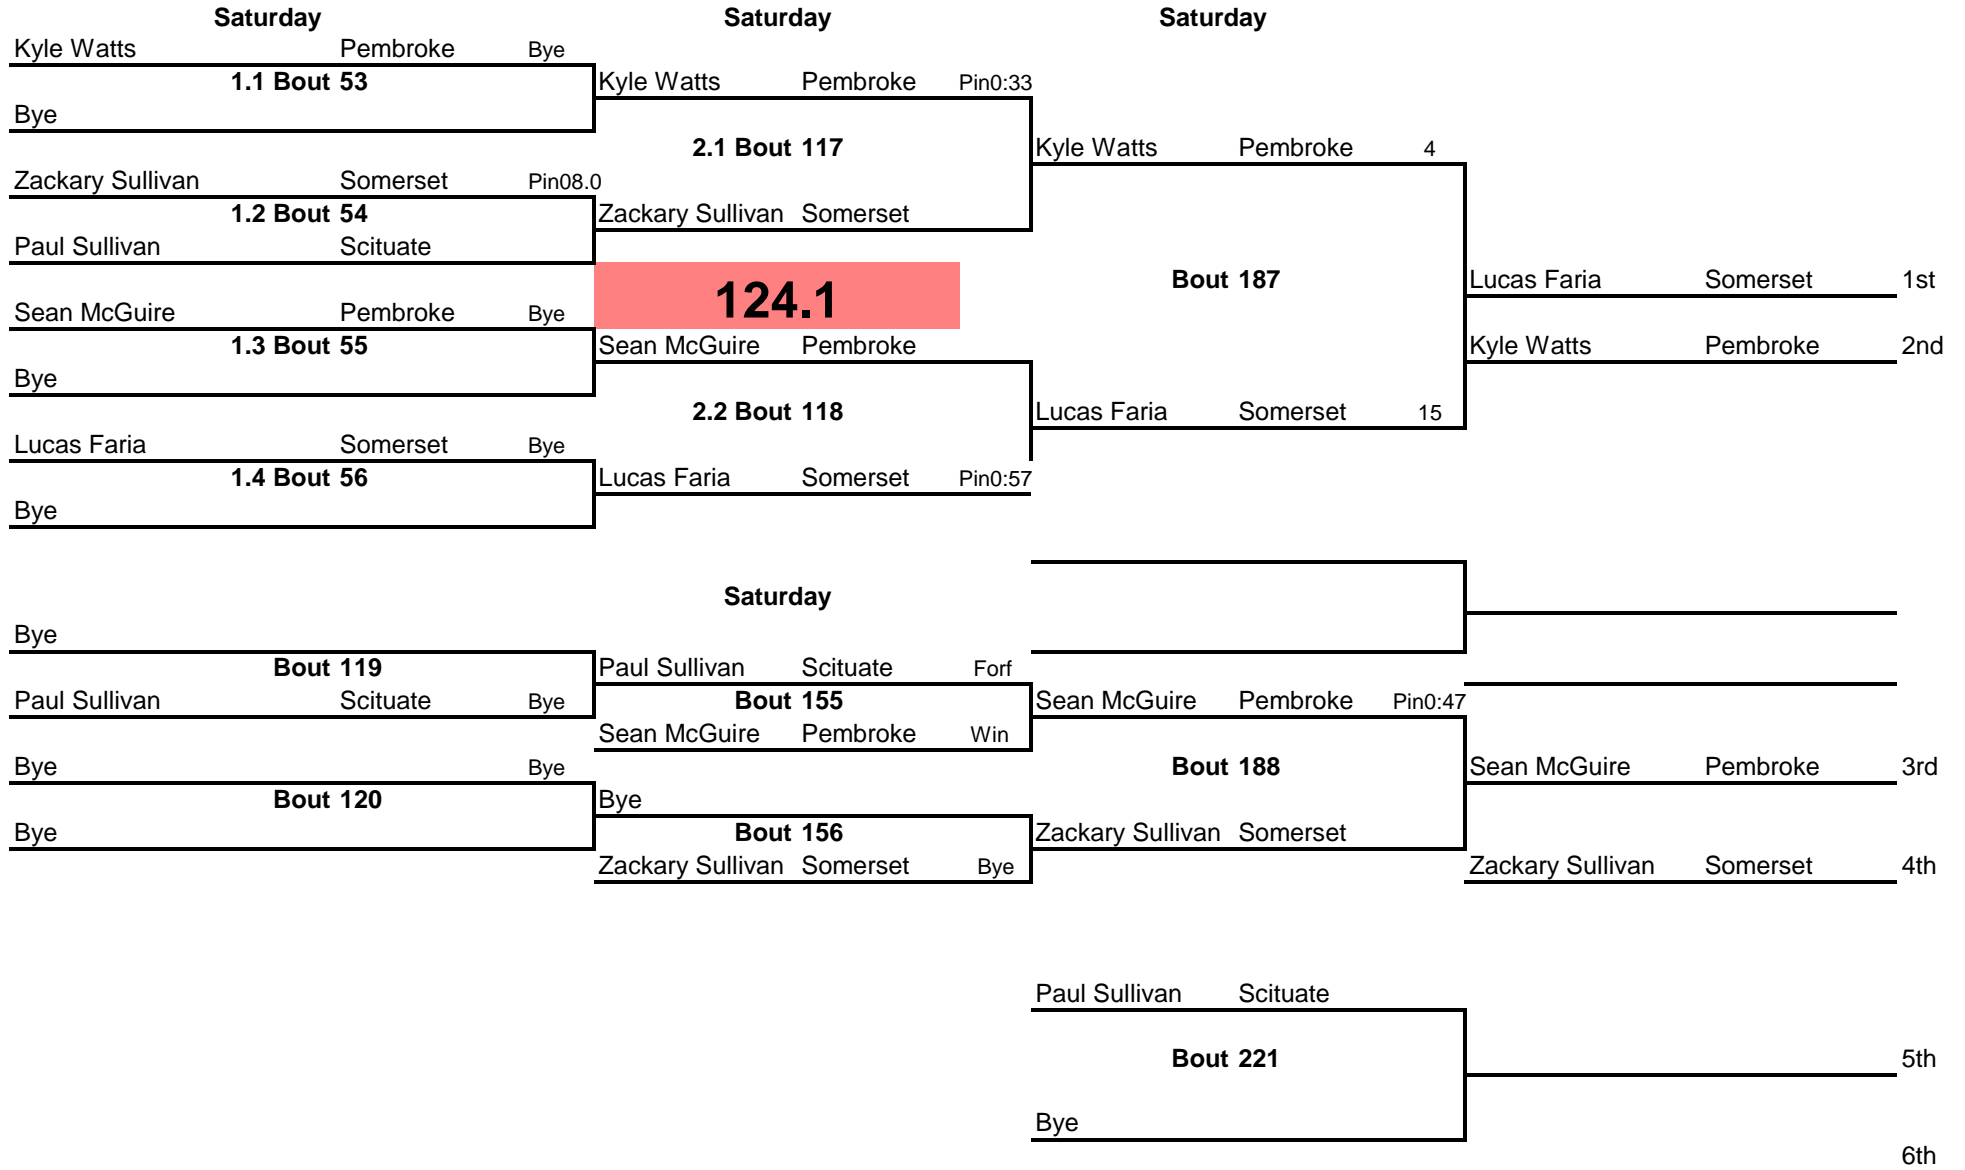 Saturday Saturday Saturday
Kyle Watts Pembroke Bye
1.1 Bout 53 Kyle Watts Pembroke Pin0:33
Bye
2.1 Bout 117 Kyle Watts Pembroke 4
Zackary Sullivan Somerset Pin08.0
1.2 Bout 54 Zackary Sullivan Somerset
Paul Sullivan Scituate
124.1 Bout 187 Lucas Faria Somerset 1st
Sean McGuire Pembroke Bye
1.3 Bout 55 Sean McGuire Pembroke Kyle Watts Pembroke 2nd
Bye
2.2 Bout 118 Lucas Faria Somerset 15
Lucas Faria Somerset Bye
1.4 Bout 56 Lucas Faria Somerset Pin0:57
Bye
Saturday
Bye
Bout 119 Paul Sullivan Scituate Forf
Paul Sullivan Scituate Bye Bout 155 Sean McGuire Pembroke Pin0:47
Sean McGuire Pembroke Win
Bye Bye Bout 188 Sean McGuire Pembroke 3rd
Bout 120 Bye
Bye Bout 156 Zackary Sullivan Somerset
Zackary Sullivan Somerset Bye Zackary Sullivan Somerset 4th
Paul Sullivan Scituate
Bout 221 5th
Bye
6th